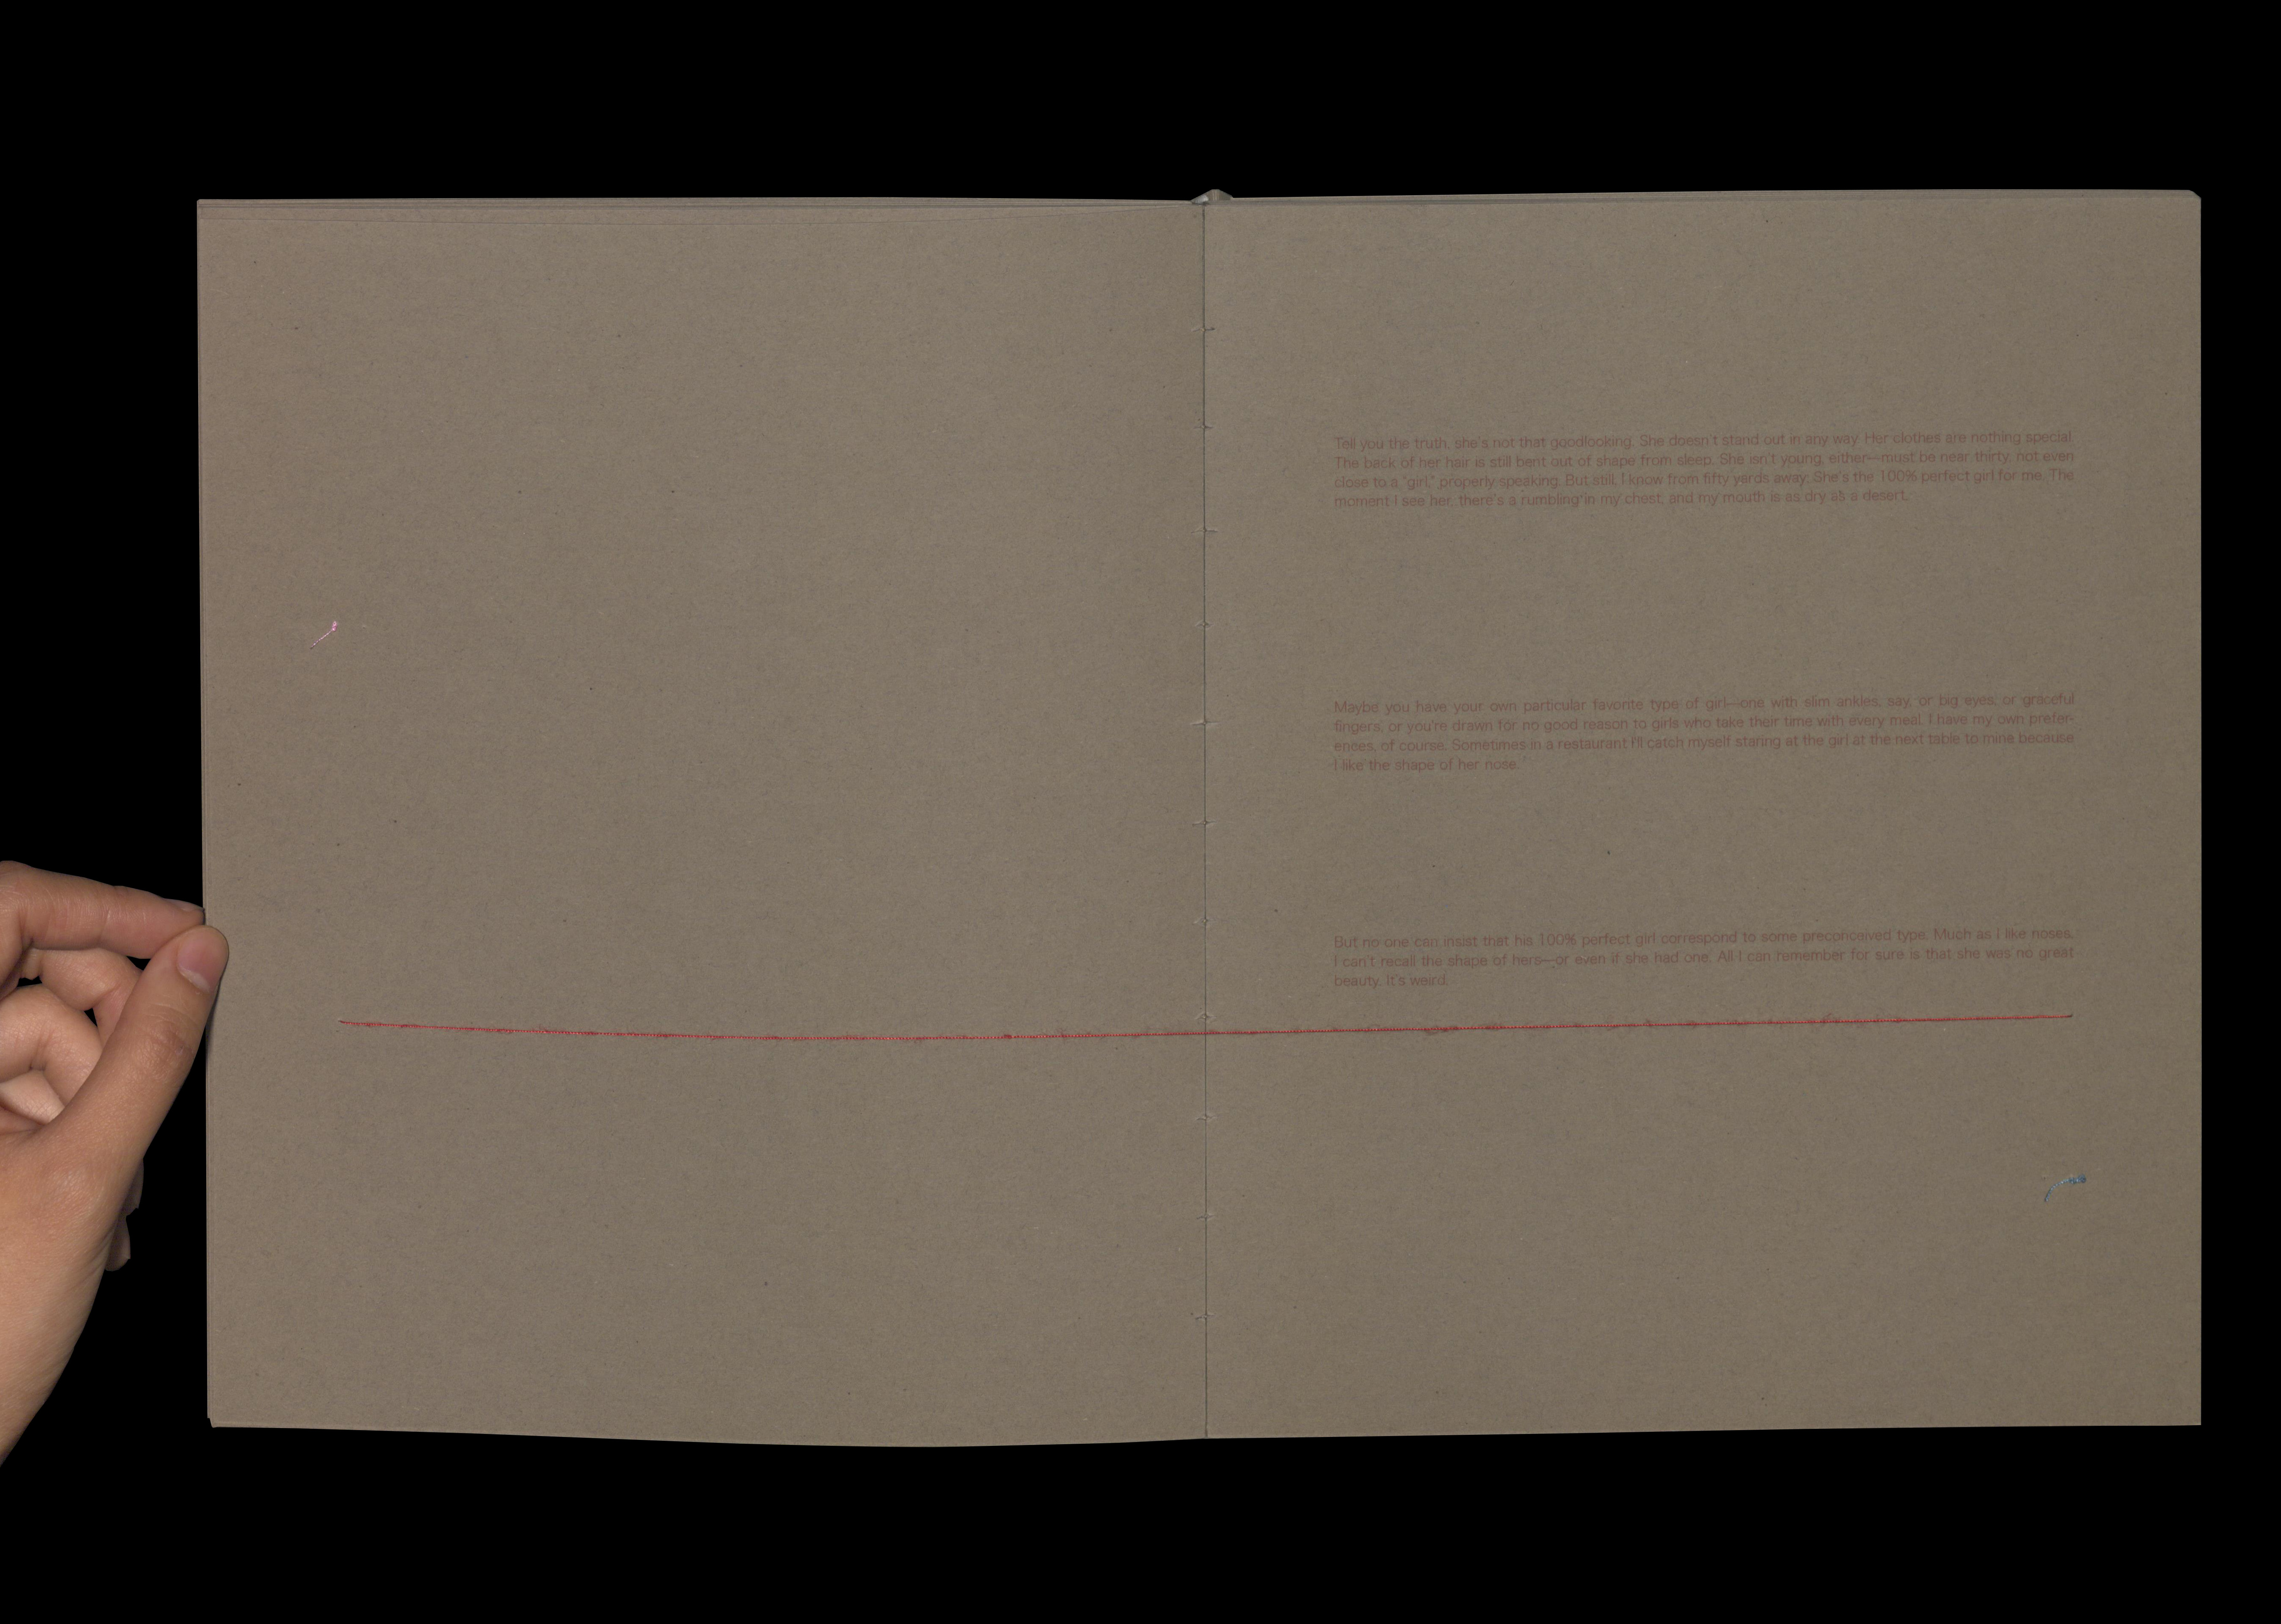 Tell you the truth, she's not that goodlooking. She doesn't stand out in any way. Her clothes are nothing special.
The back of her hair is still bent out of shape from sleep. She isn't young, either—must be near thirty, not even
close to a "girl," properly speaking. But still, I know from fifty yards away: She's the 100% perfect girl for me. The
moment I see her, there's a rumbling in my chest, and my mouth is as dry as a desert.
Maybe you have your own particular favorite type of girl—one with slim ankles, say, or big eyes, or graceful
fingers, or you're drawn for no good reason to girls who take their time with every meal. I have my own prefer-
ences, of course. Sometimes in a restaurant I'll catch myself staring at the girl at the next table to mine because
I like the shape of her nose.
But no one can insist that his 100% perfect girl correspond to some preconceived type. Much as I like noses,
I can't recall the shape of hers—or even if she had one. All I can remember for sure is that she was no great
beauty. It's weird.